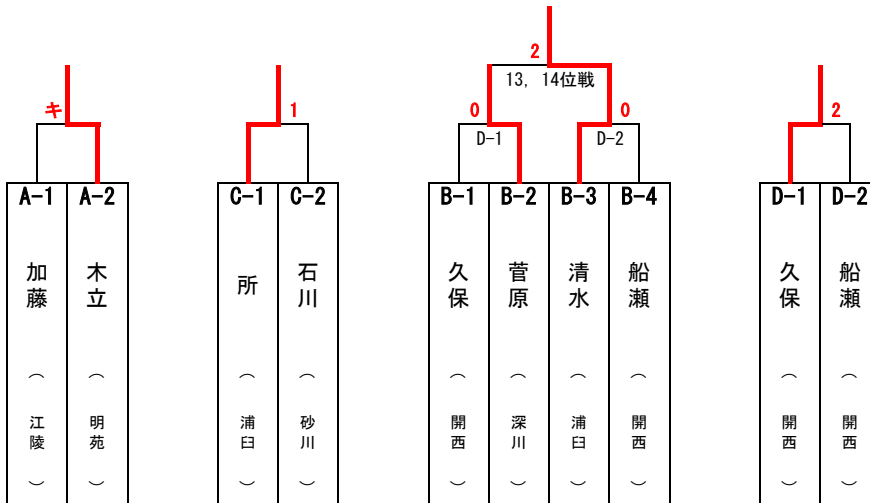 2
13, 14位戦
キ
1
0
0
2
D-1
D-2
A-1 A-2
C-1 C-2
B-1 B-2 B-3 B-4
D-1 D-2
加藤
(江陵)
木立
(明苑)
所
(浦臼)
石川
(砂川)
久保
(開西)
菅原
(深川)
清水
(浦臼)
船瀬
(開西)
久保
(開西)
船瀬
(開西)